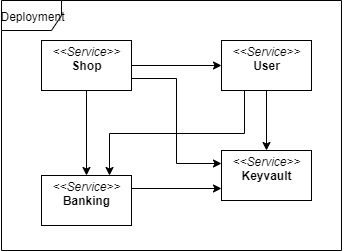 Deployment
<<Service>>
Shop
<<Service>>
User
<<Service>>
Banking
<<Service>>
Keyvault